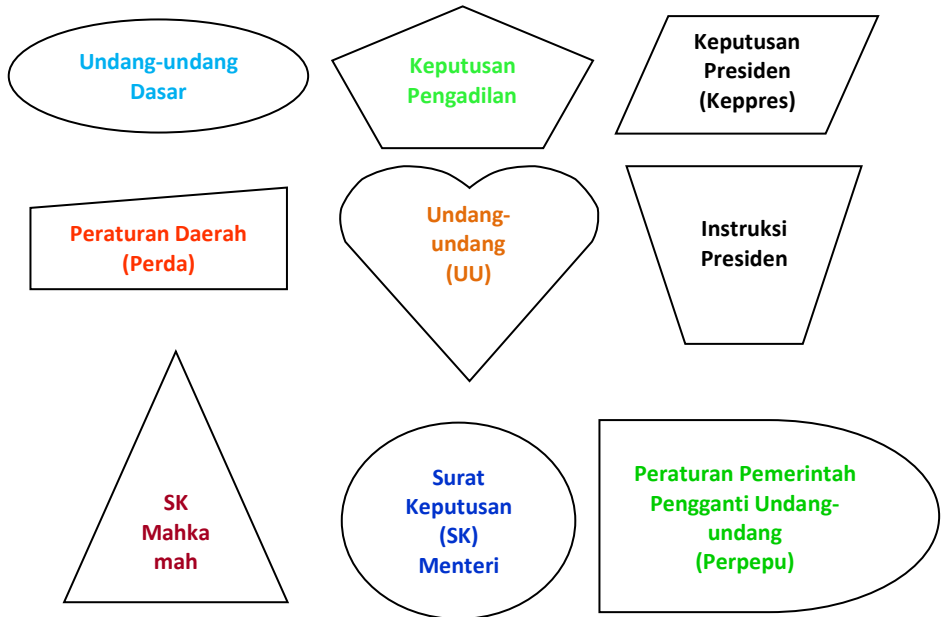 Undang-undang
Dasar
Keputusan
Pengadilan
Keputusan
Presiden
(Keppres)
Peraturan Daerah
(Perda)
Undang-
undang
(UU)
Instruksi
Presiden
SK
Mahka
mah
Surat
Keputusan
(SK)
Menteri
Peraturan Pemerintah
Pengganti Undang-
undang
(Perpepu)